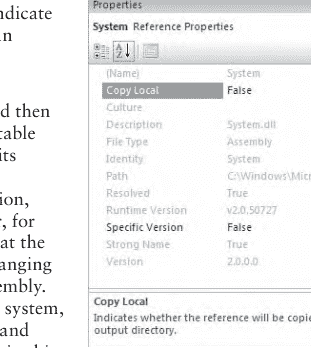 ndicate
n
d then
table
its
ion,
, for
at the
anging
embly.
system,
and
Properties
System Reference Properties
(Name) System
Copy Local False
Culture
Description System.dll
File Type Assembly
Identity System
Path C:\Windows\Micr
Resolved True
Runtime Version v2.0.50727
Specific Version False
Strong Name True
Version 2.0.0.0
Copy Local
Indicates whether the reference will be copie
output directory.